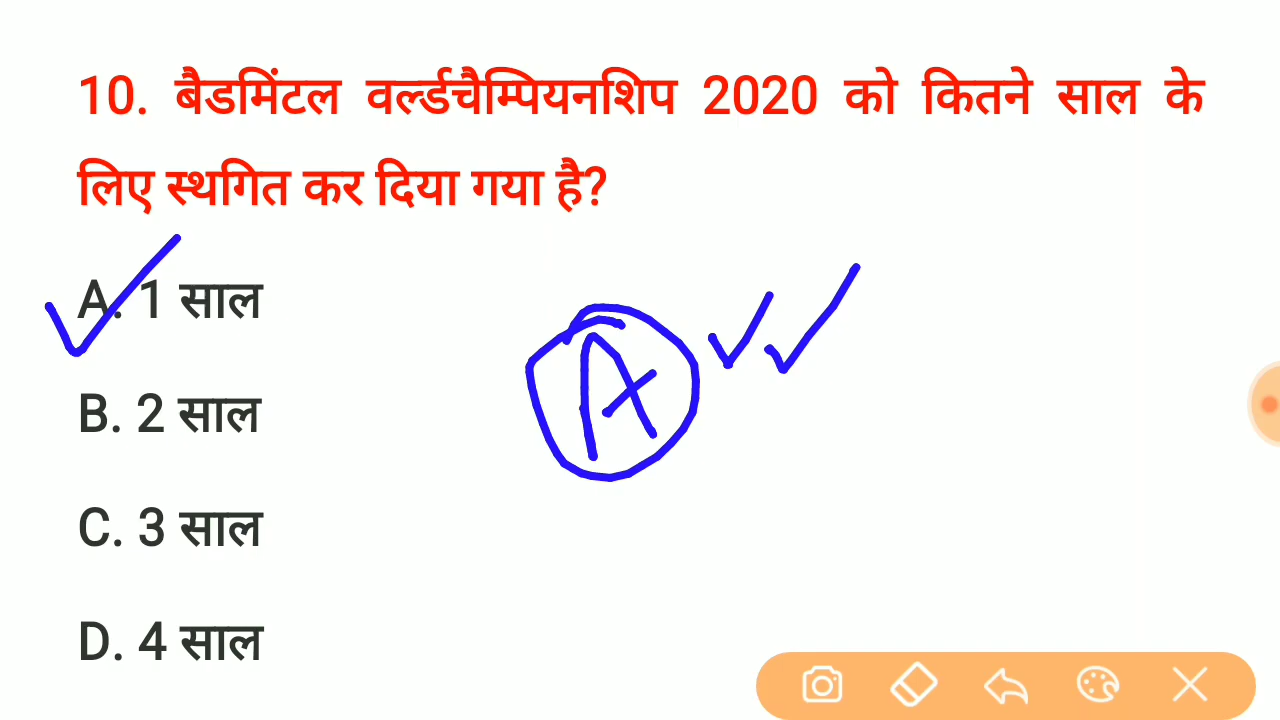 10. बैडमिंटल वर्ल्डचैम्पियनशिप 2020 को कितने साल के
लिए स्थगित कर दिया गया है?
A. 1 साल
A
B. 2 साल
C. 3 साल
D. 4 साल